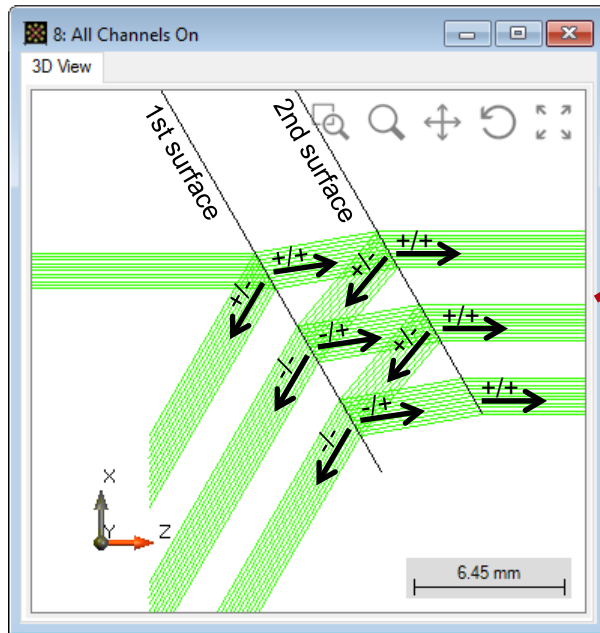 8: All Channels On
3D View
1st surface
2nd surface
+/+
+/+
+/-
+/-
-/+
+/+
-/-
+/-
-/+
+/+
-/-
X
Y
Z
6.45 mm